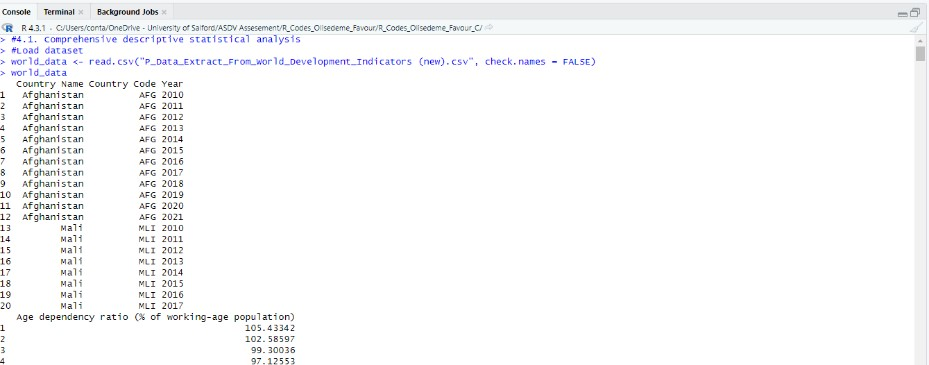 Console Terminal × Background Jobs ×
R 4.3.1 · C:/Users/conta/OneDrive - University of Salford/ASDV Assesement/R_Codes_Olisedeme_Favour/R_Codes_Olisedeme_Favour_C/
> #4.1. Comprehensive descriptive statistical analysis
> #Load dataset
> world_data <- read.csv("P_Data_Extract_From_World_Development_Indicators (new).csv", check.names = FALSE)
> world_data
Country Name Country Code Year
1 Afghanistan AFG 2010
2 Afghanistan AFG 2011
3 Afghanistan AFG 2012
4 Afghanistan AFG 2013
5 Afghanistan AFG 2014
6 Afghanistan AFG 2015
7 Afghanistan AFG 2016
8 Afghanistan AFG 2017
9 Afghanistan AFG 2018
10 Afghanistan AFG 2019
11 Afghanistan AFG 2020
12 Afghanistan AFG 2021
13 Mali MLI 2010
14 Mali MLI 2011
15 Mali MLI 2012
16 Mali MLI 2013
17 Mali MLI 2014
18 Mali MLI 2015
19 Mali MLI 2016
20 Mali MLI 2017
Age dependency ratio (% of working-age population)
1 105.43342
2 102.58597
3 99.30036
4 97.12553